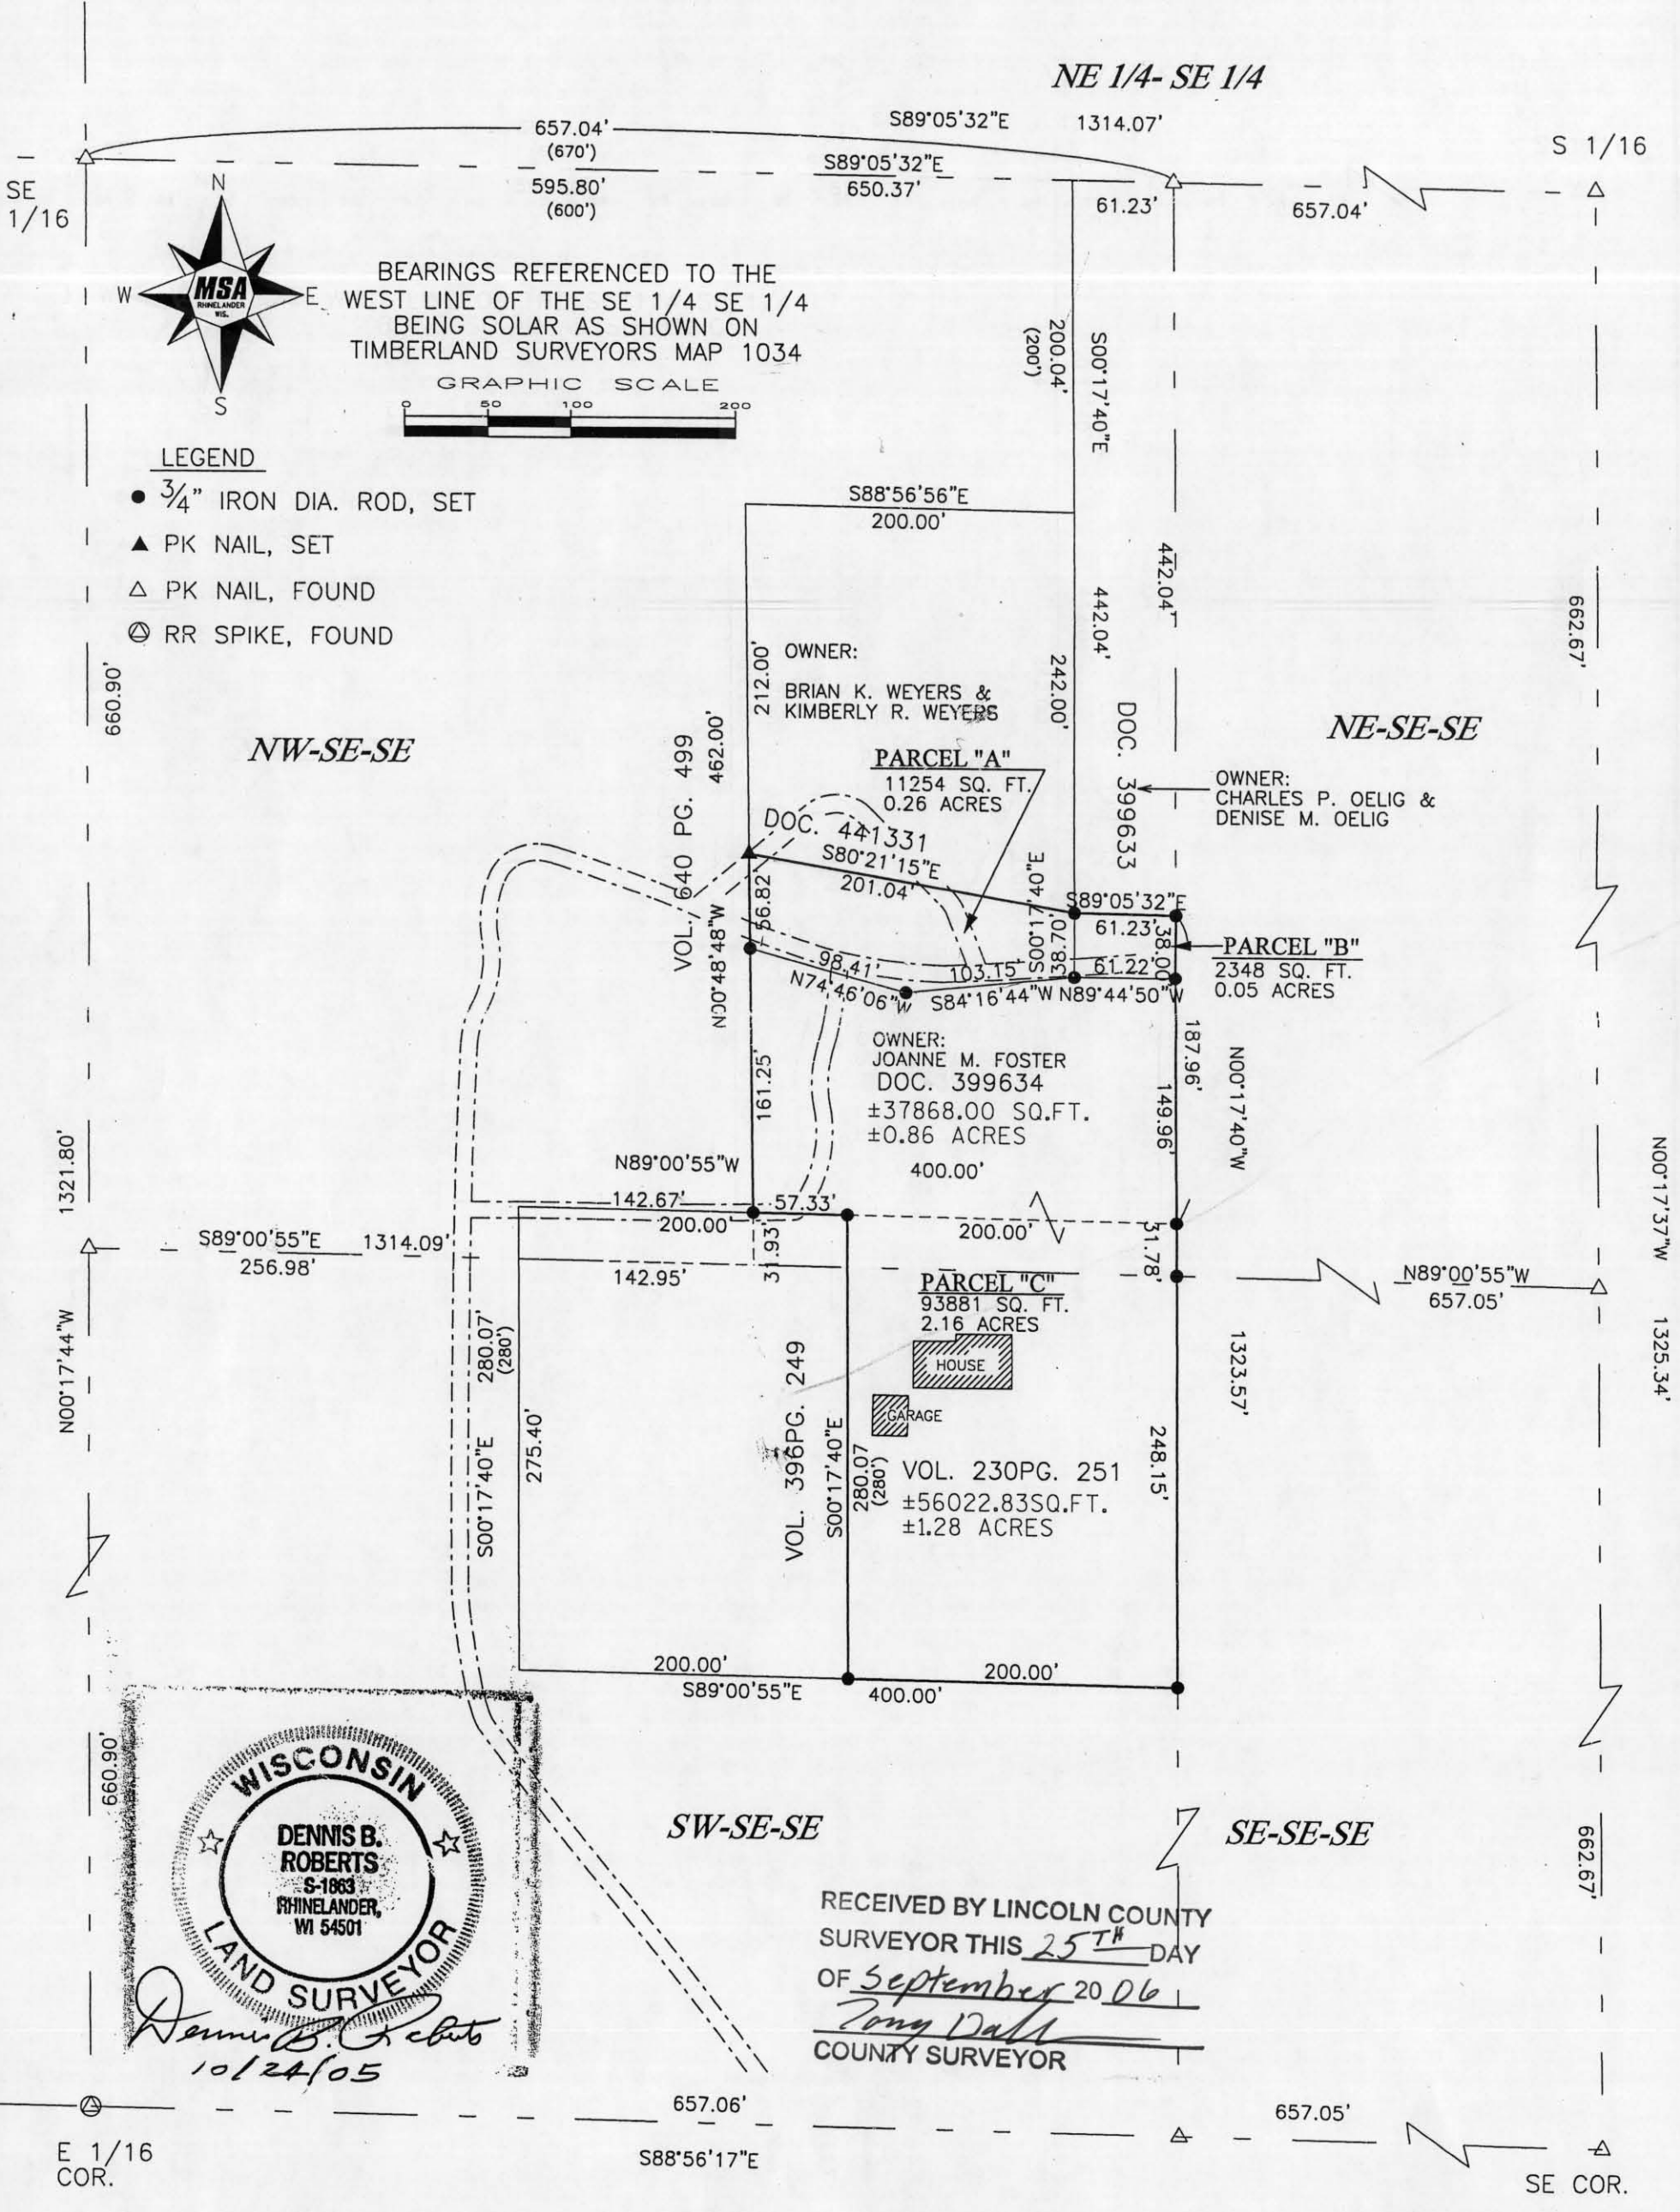 NE 1/4- SE 1/4
S89°05'32"E 1314.07'
657.04'
(670')
S 1/16
SE
1/16
S89°05'32"E
650.37'
595.80'
(600')
61.23'
657.04'
N
W
E
S
MSA
RHINELANDER
WIS.
BEARINGS REFERENCED TO THE
WEST LINE OF THE SE 1/4 SE 1/4
BEING SOLAR AS SHOWN ON
TIMBERLAND SURVEYORS MAP 1034
GRAPHIC SCALE
0 50 100 200
LEGEND
3/4" IRON DIA. ROD, SET
PK NAIL, SET
PK NAIL, FOUND
RR SPIKE, FOUND
200.04'
(200')
S00°17'40"E
S88°56'56"E
200.00'
442.04'
442.04'
662.67'
660.90'
212.00'
OWNER:
BRIAN K. WEYERS &
KIMBERLY R. WEYERS
242.00'
NW-SE-SE
NE-SE-SE
VOL. 640 PG. 499
462.00'
PARCEL "A"
11254 SQ. FT.
0.26 ACRES
DOC. 399633
OWNER:
CHARLES P. OELIG &
DENISE M. OELIG
DOC. 441331
S80°21'15"E
201.04'
S00°17'40"E
38.70'
S89°05'32"E
61.23'
38.00'
PARCEL "B"
2348 SQ. FT.
0.05 ACRES
56.82'
N00°48'48"W
98.41'
N74°46'06"W
103.15'
S84°16'44"W
61.22'
N89°44'50"W
OWNER:
JOANNE M. FOSTER
DOC. 399634
±37868.00 SQ.FT.
±0.86 ACRES
400.00'
161.25'
187.96'
149.96'
N00°17'40"W
1321.80'
N89°00'55"W
142.67'
57.33'
200.00'
200.00'
31.93'
31.78'
N00°17'37"W 1325.34'
S89°00'55"E 1314.09'
256.98'
142.95'
N89°00'55"W
657.05'
PARCEL "C"
93881 SQ. FT.
2.16 ACRES
HOUSE
GARAGE
N00°17'44"W
280.07'
(280')
S00°17'40"E
275.40'
VOL. 396PG. 249
S00°17'40"E
280.07
(280')
VOL. 230PG. 251
±56022.83SQ.FT.
±1.28 ACRES
248.15'
1323.57'
200.00'
200.00'
S89°00'55"E
400.00'
660.90'
WISCONSIN
DENNIS B.
ROBERTS
S-1863
RHINELANDER,
WI 54501
LAND SURVEYOR
Dennis B. Roberts
10/24/05
SW-SE-SE
SE-SE-SE
662.67'
RECEIVED BY LINCOLN COUNTY
SURVEYOR THIS 25TH DAY
OF September 2006
Tony Dall
COUNTY SURVEYOR
657.06'
657.05'
S88°56'17"E
E 1/16
COR.
SE COR.